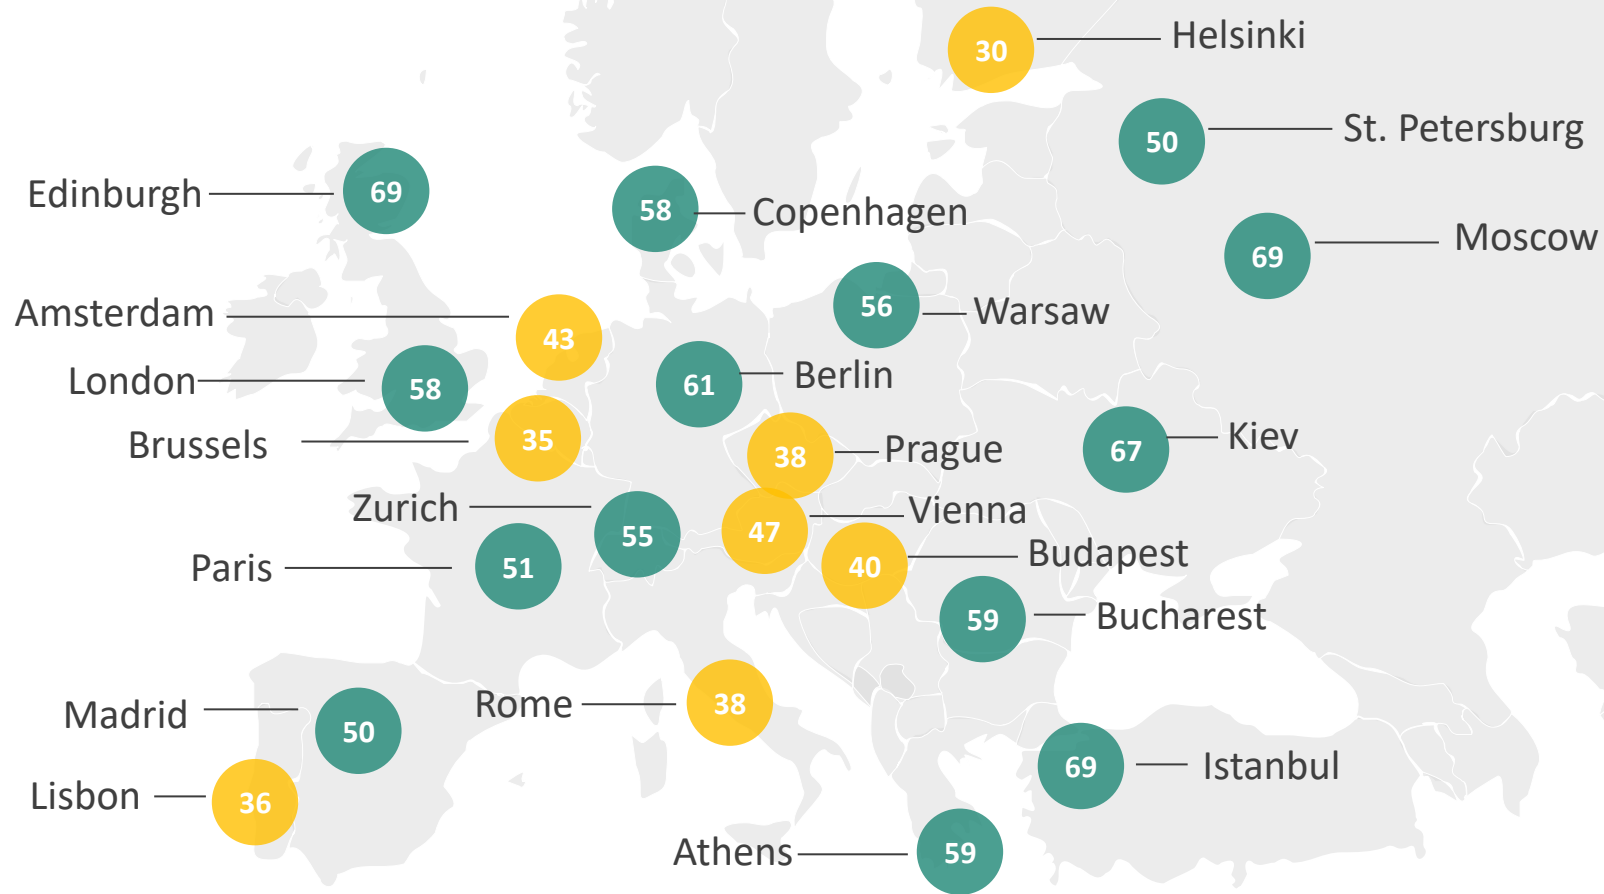 30 Helsinki
50 St. Petersburg
Edinburgh 69
58 Copenhagen
69 Moscow
Amsterdam 43
56 Warsaw
London 58
61 Berlin
Brussels 35
38 Prague
67 Kiev
Zurich 55
47 Vienna
Paris 51
40 Budapest
59 Bucharest
Madrid 50
Rome 38
69 Istanbul
Lisbon 36
Athens 59